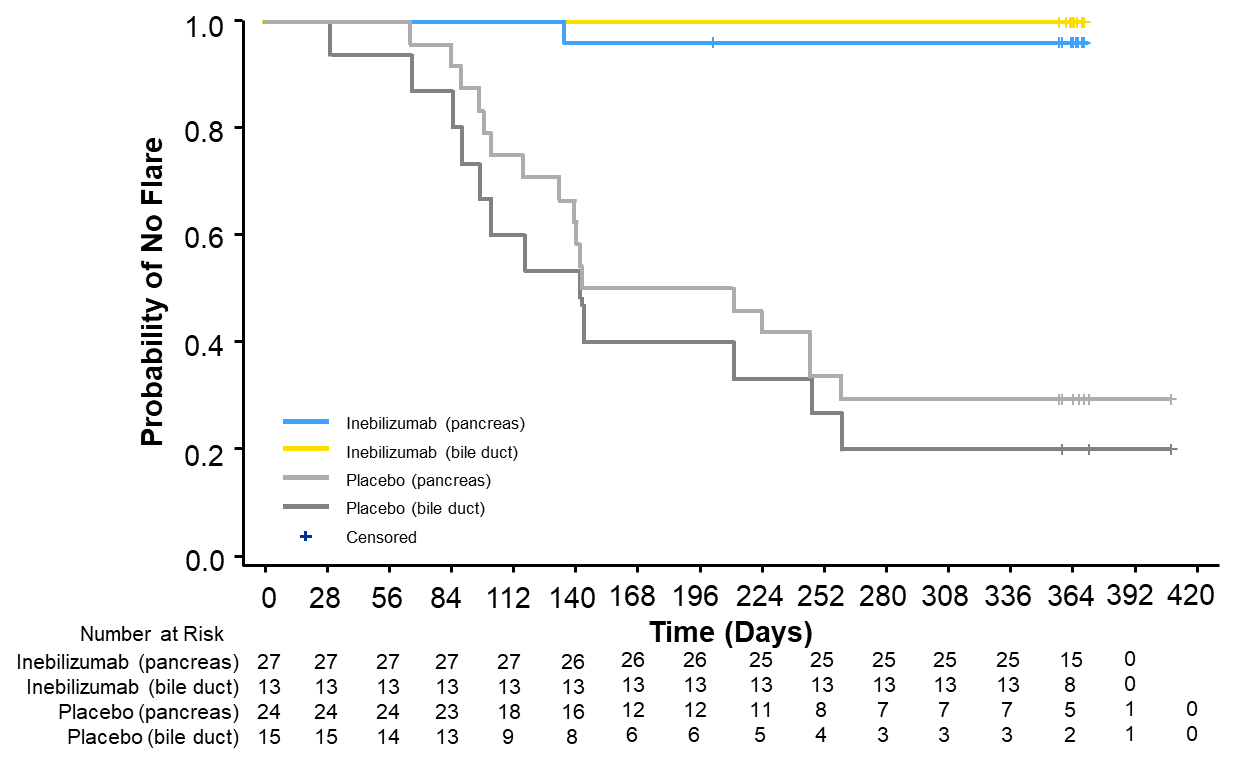 1.0
0.8
0.6
0.4
0.2
0.0
Probability of No Flare
Inebilizumab (pancreas)
Inebilizumab (bile duct)
Placebo (pancreas)
Placebo (bile duct)
Censored
0 28 56 84 112 140 168 196 224 252 280 308 336 364 392 420
Time (Days)
Number at Risk
Inebilizumab (pancreas) 27 27 27 27 27 26 26 26 25 25 25 25 25 15 0
Inebilizumab (bile duct) 13 13 13 13 13 13 13 13 13 13 13 13 13 8 0
Placebo (pancreas) 24 24 24 23 18 16 12 12 11 8 7 7 7 5 1 0
Placebo (bile duct) 15 15 14 13 9 8 6 6 5 4 3 3 3 2 1 0